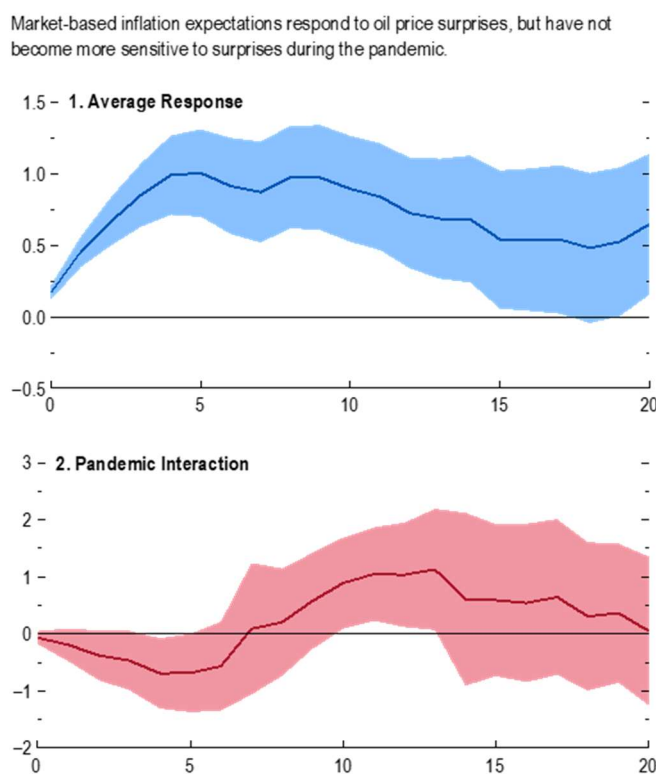 Market-based inflation expectations respond to oil price surprises, but have not
become more sensitive to surprises during the pandemic.
1.5
1. Average Response
1.0
0.5
0.0
–0.5
0 5 10 15 20
3
2. Pandemic Interaction
2
1
0
–1
–2
0 5 10 15 20